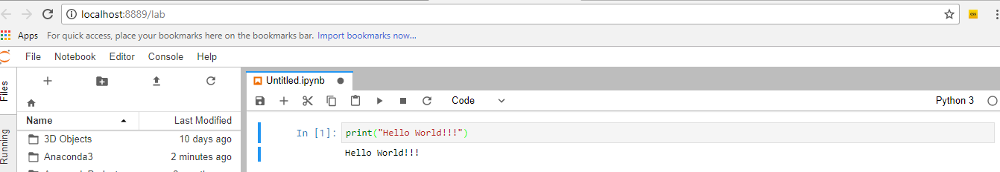 localhost:8889/lab
css
Apps For quick access, place your bookmarks here on the bookmarks bar. Import bookmarks now...
File Notebook Editor Console Help
Files
Running
Name Last Modified
3D Objects 10 days ago
Anaconda3 2 minutes ago
Untitled.ipynb
Code Python 3
In [1]: print("Hello World!!!")
Hello World!!!